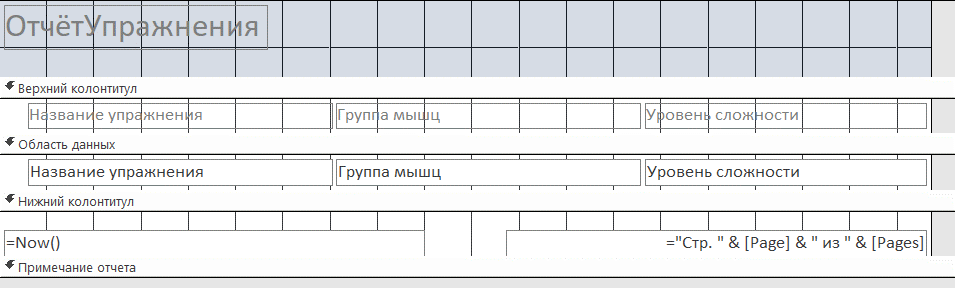 ОтчётУпражнения
Верхний колонтитул
Название упражнения Группа мышц Уровень сложности
Область данных
Название упражнения Группа мышц Уровень сложности
Нижний колонтитул
=Now() ="Стр. " & [Page] & " из " & [Pages]
Примечание отчета